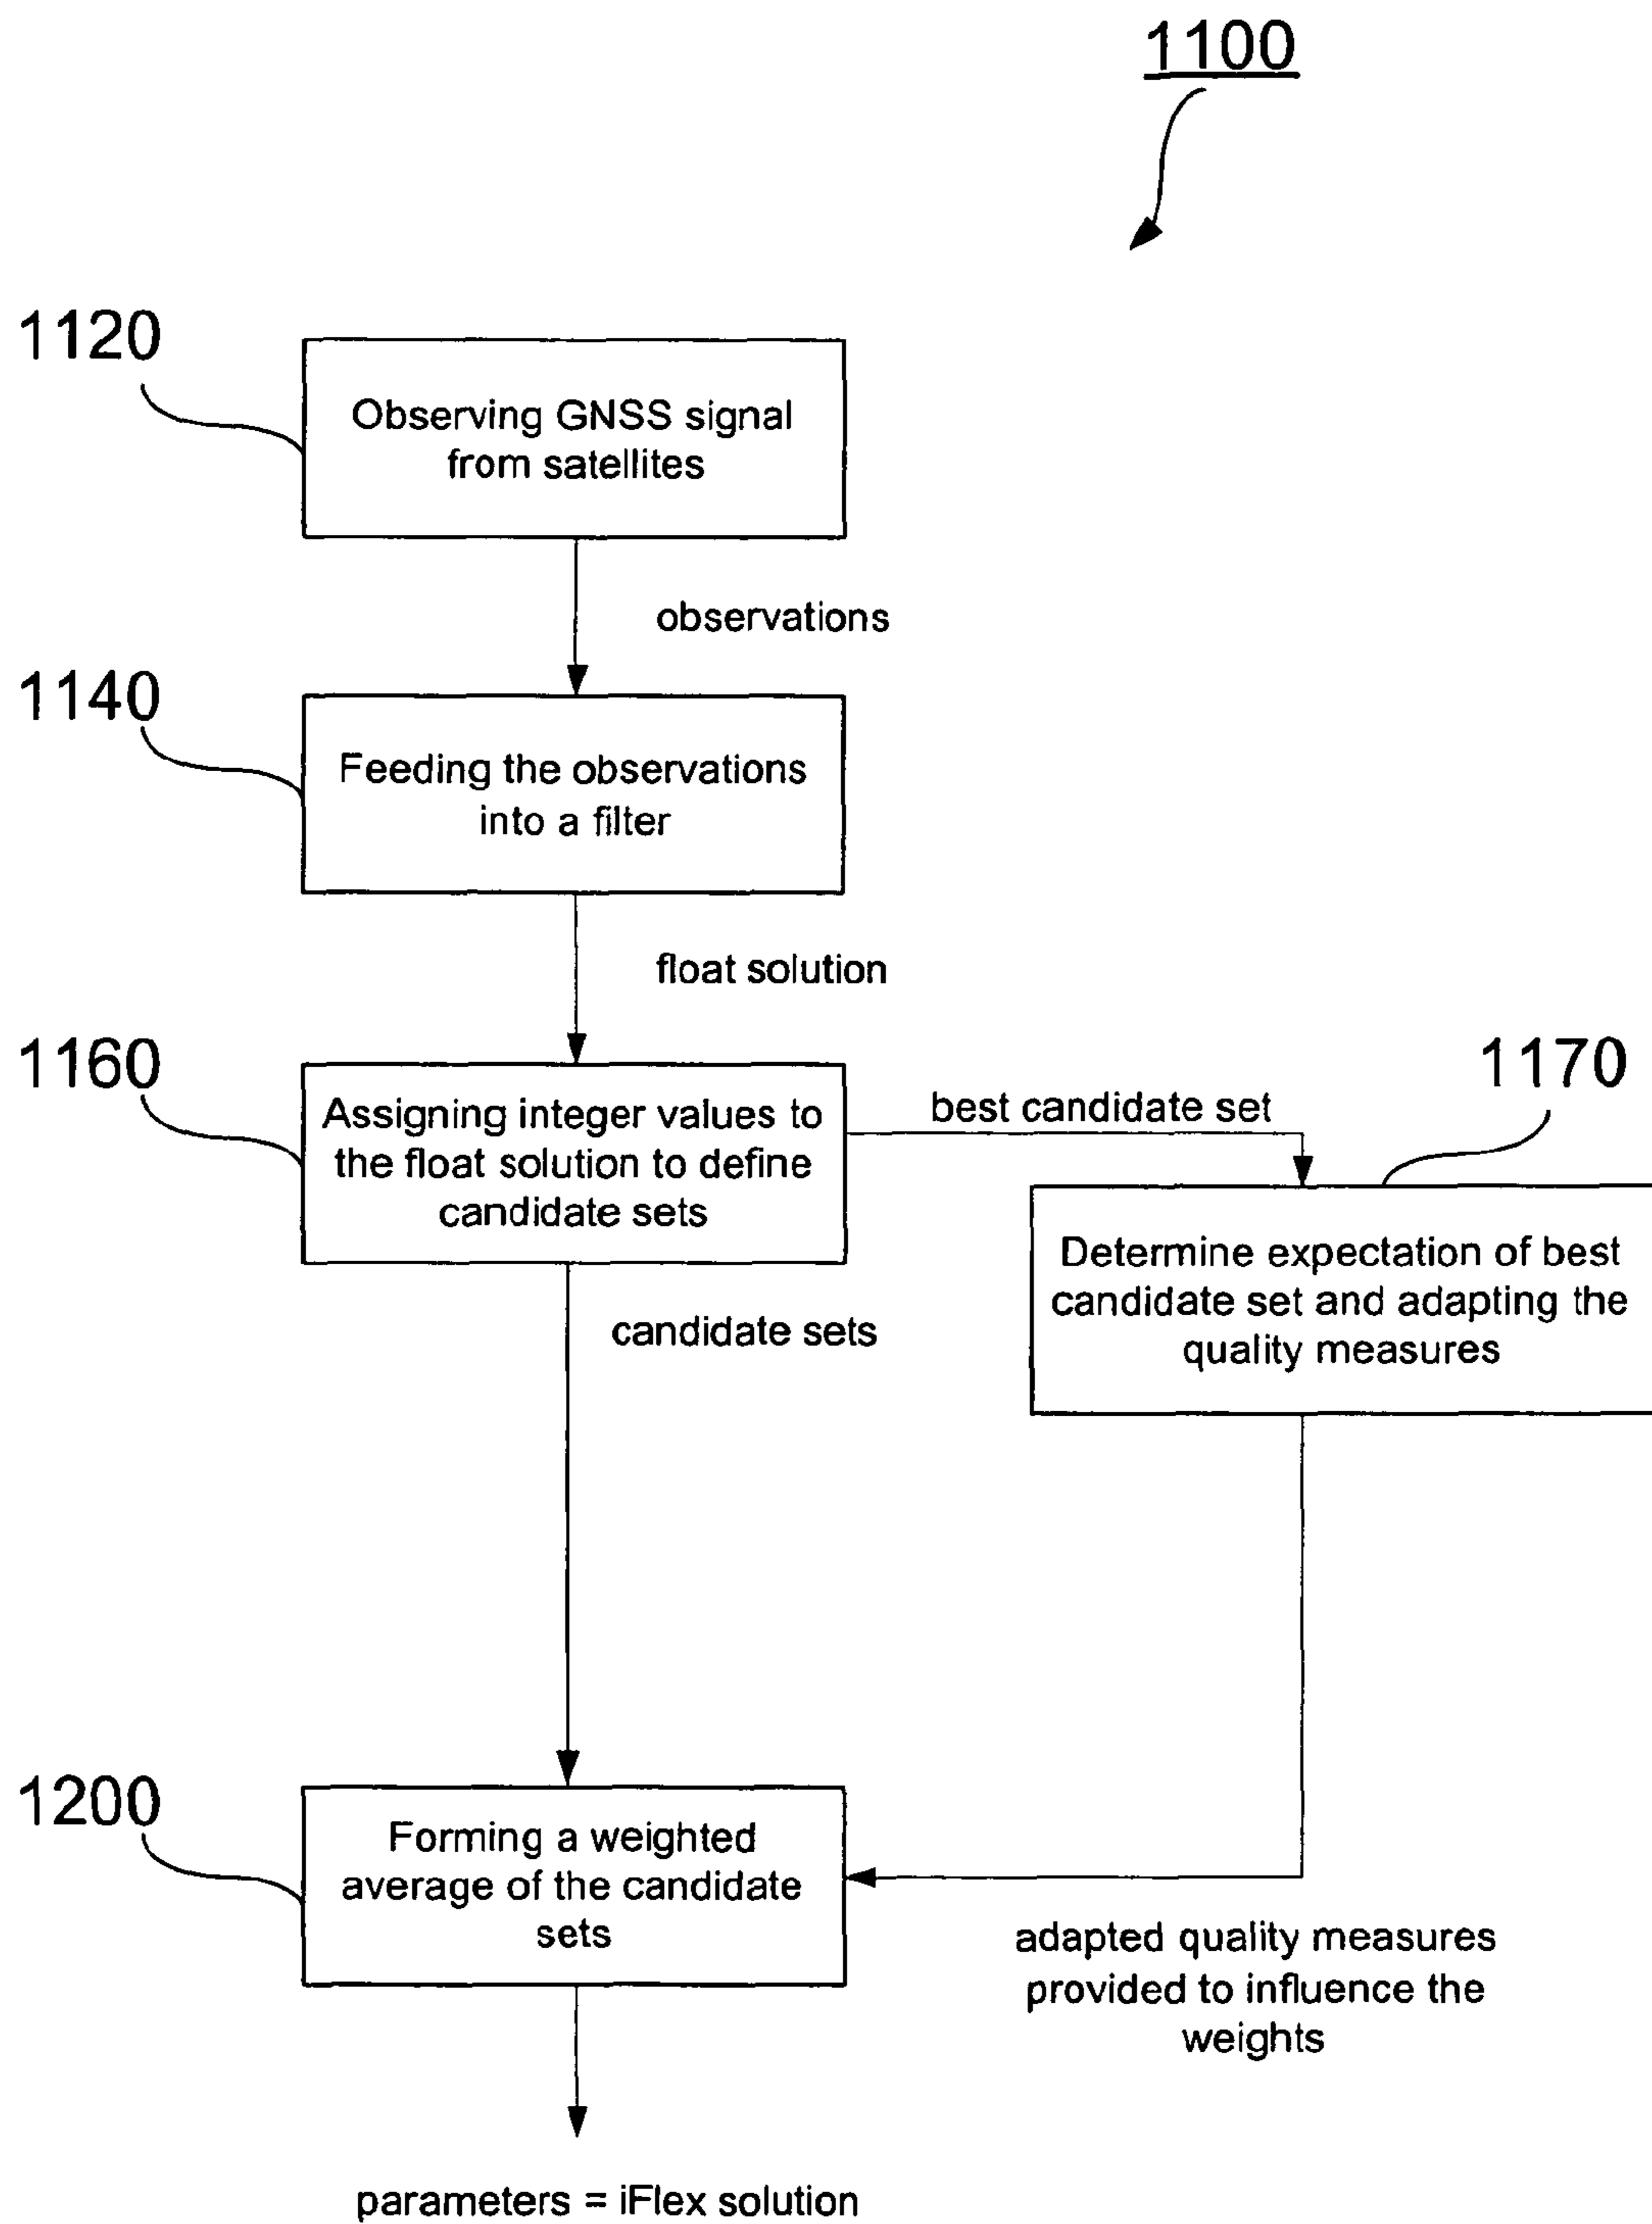 1100
1120
Observing GNSS signal
from satellites
observations
1140
Feeding the observations
into a filter
float solution
1160
Assigning integer values to
the float solution to define
candidate sets
best candidate set
1170
Determine expectation of best
candidate set and adapting the
quality measures
candidate sets
1200
Forming a weighted
average of the candidate
sets
adapted quality measures
provided to influence the
weights
parameters = iFlex solution